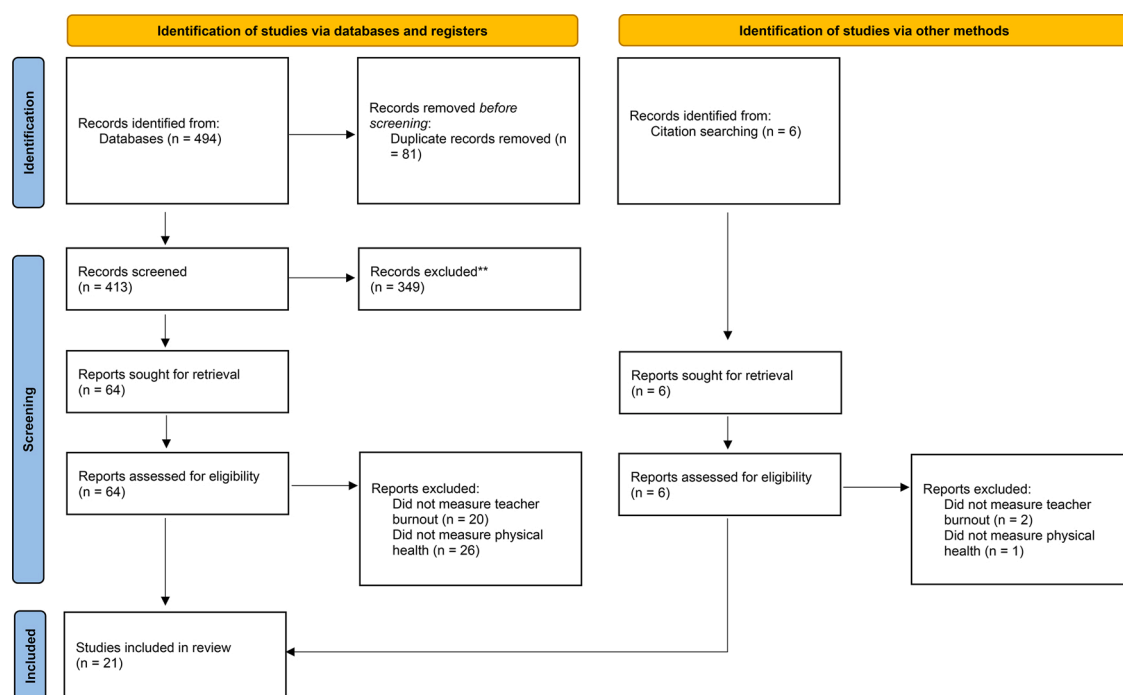 Identification of studies via databases and registers
Identification of studies via other methods
Identification
Records identified from:
Databases (n = 494)
Records removed before
screening:
Duplicate records removed (n
= 81)
Records identified from:
Citation searching (n = 6)
Screening
Records screened
(n = 413)
Records excluded**
(n = 349)
Reports sought for retrieval
(n = 64)
Reports sought for retrieval
(n = 6)
Reports assessed for eligibility
(n = 64)
Reports excluded:
Did not measure teacher
burnout (n = 20)
Did not measure physical
health (n = 26)
Reports assessed for eligibility
(n = 6)
Reports excluded:
Did not measure teacher
burnout (n = 2)
Did not measure physical
health (n = 1)
Included
Studies included in review
(n = 21)